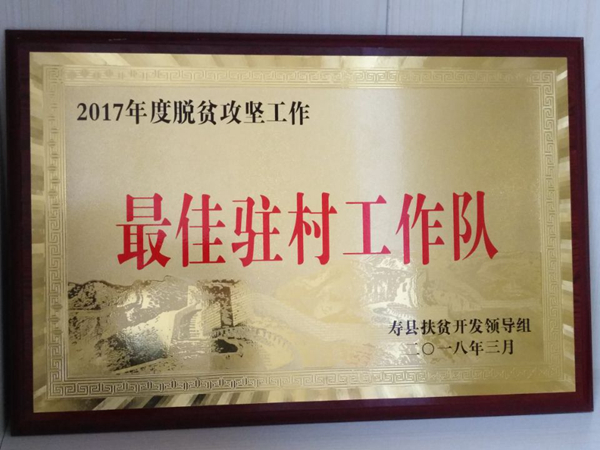 2017年度脱贫攻坚工作
最佳驻村工作队
寿县扶贫开发领导组
二〇一八年三月